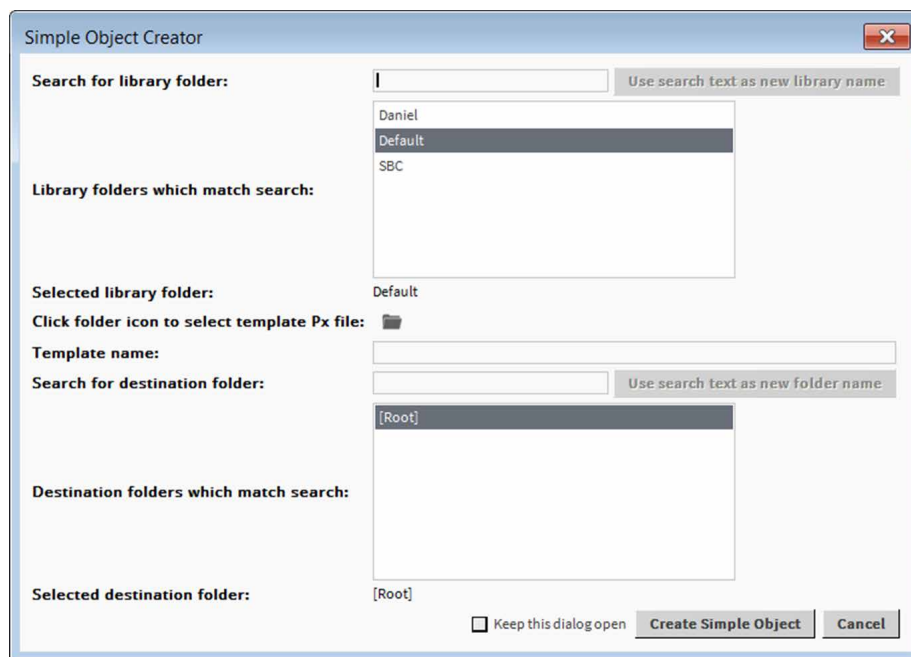 Simple Object Creator
Search for library folder: Use search text as new library name
Daniel
Default
SBC
Library folders which match search:
Selected library folder: Default
Click folder icon to select template Px file:
Template name:
Search for destination folder: Use search text as new folder name
[Root]
Destination folders which match search:
Selected destination folder: [Root]
Keep this dialog open Create Simple Object Cancel